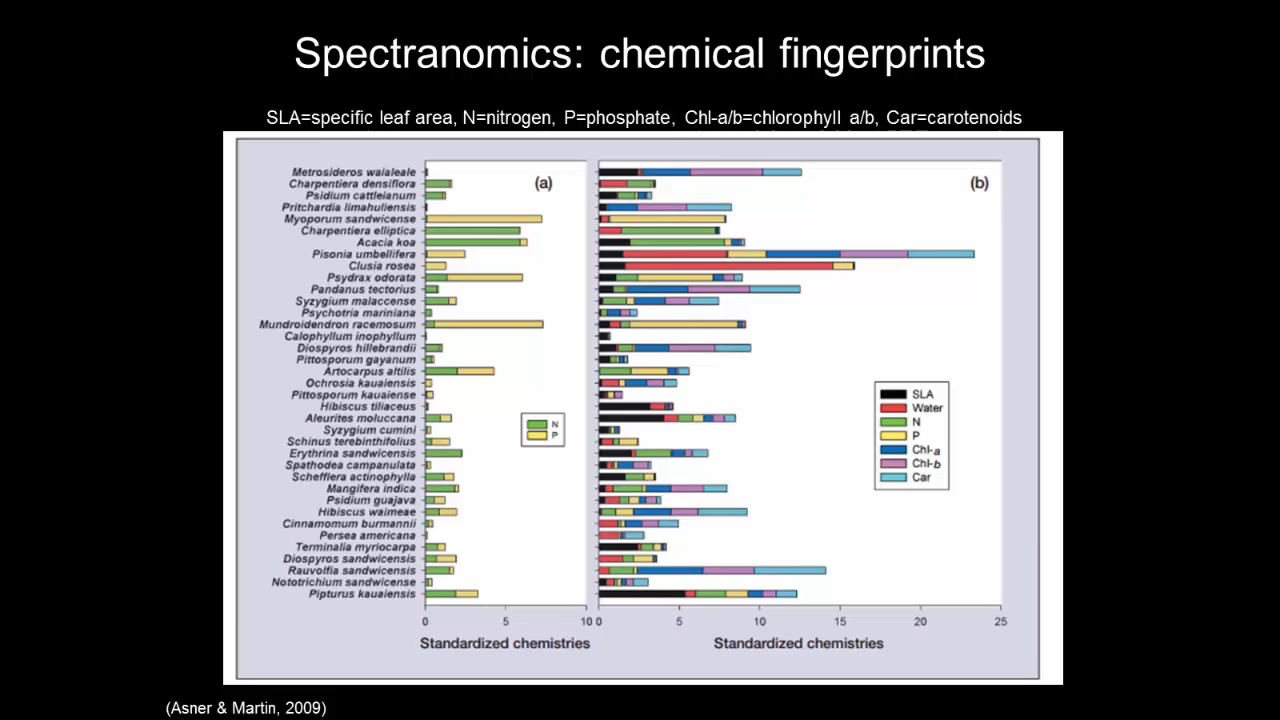 Spectranomics: chemical fingerprints
SLA=specific leaf area, N=nitrogen, P=phosphate, Chl-a/b=chlorophyll a/b, Car=carotenoids
(a)
(b)
Metrosideros waialeale
Charpentiera densiflora
Psidium cattleianum
Pritchardia limahuliensis
Myoporum sandwicense
Charpentiera elliptica
Acacia koa
Pisonia umbellifera
Clusia rosea
Psydrax odorata
Pandanus tectorius
Syzygium malaccense
Psychotria mariniana
Mundroidendron racemosum
Calophyllum inophyllum
Diospyros hillebrandii
Pittosporum gayanum
Artocarpus altilis
Ochrosia kauaiensis
Pittosporum kauaiense
Hibiscus tiliaceus
Aleurites moluccana
Syzygium cumini
Schinus terebinthifolius
Erythrina sandwicensis
Spathodea campanulata
Schefflera actinophylla
Mangifera indica
Psidium guajava
Hibiscus waimeae
Cinnamomum burmannii
Persea americana
Terminalia myriocarpa
Diospyros sandwicensis
Rauvolfia sandwicensis
Nototrichium sandwicense
Pipturus kauaiensis
N
P
SLA
Water
N
P
Chl-a
Chl-b
Car
0 5 10
0 5 10 15 20 25
Standardized chemistries
Standardized chemistries
(Asner & Martin, 2009)